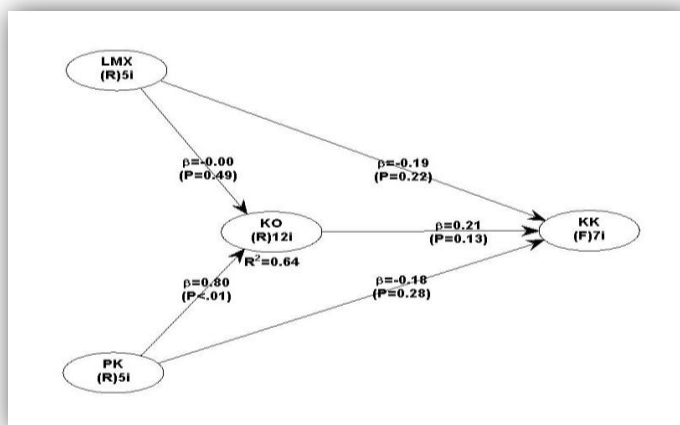 LMX
(R)5i
β=-0.00
(P=0.49)
β=-0.19
(P=0.22)
KO
(R)12i
R²=0.64
β=0.21
(P=0.13)
KK
(F)7i
β=0.80
(P<.01)
β=-0.18
(P=0.28)
PK
(R)5i